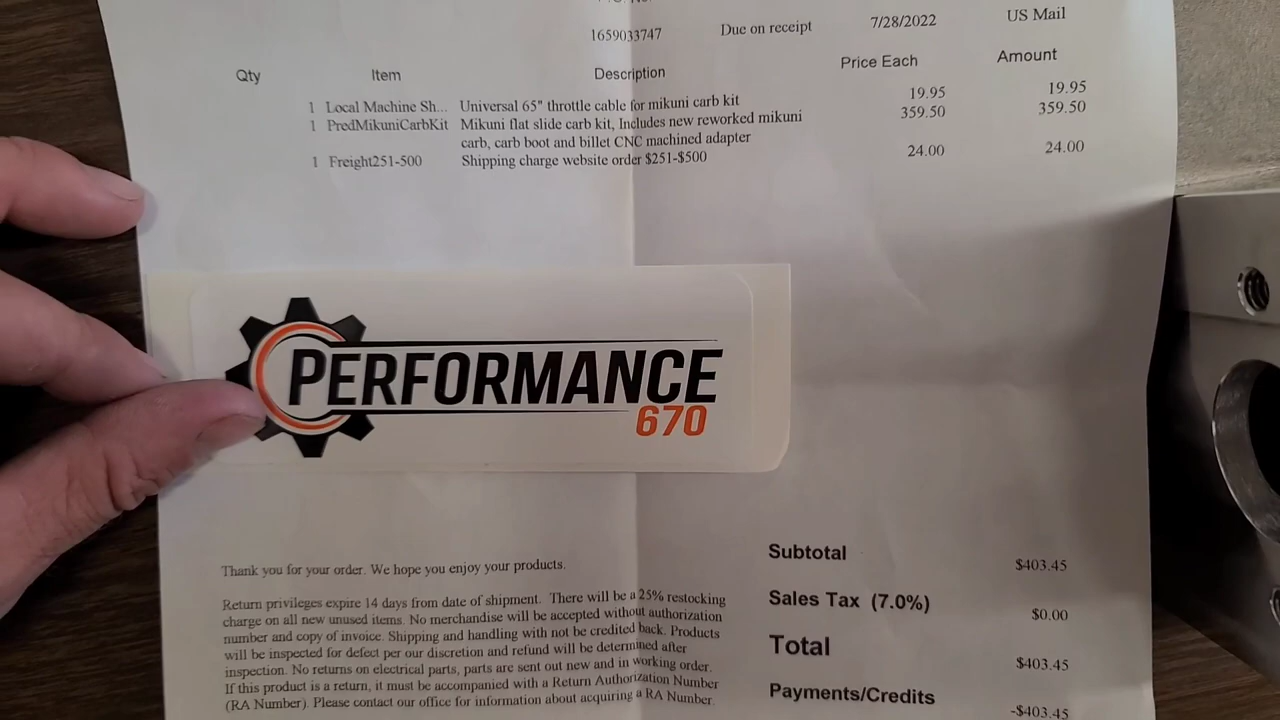 1659033747 Due on receipt 7/28/2022 US Mail
Qty Item Description Price Each Amount
1 Local Machine Sh... Universal 65" throttle cable for mikuni carb kit 19.95 19.95
1 PredMikuniCarbKit Mikuni flat slide carb kit, Includes new reworked mikuni 359.50 359.50
carb, carb boot and billet CNC machined adapter
1 Freight251-500 Shipping charge website order $251-$500 24.00 24.00
PERFORMANCE
670
Thank you for your order. We hope you enjoy your products.
Return privileges expire 14 days from date of shipment. There will be a 25% restocking
charge on all new unused items. No merchandise will be accepted without authorization
number and copy of invoice. Shipping and handling with not be credited back. Products
will be inspected for defect per our discretion and refund will be determined after
inspection. No returns on electrical parts, parts are sent out new and in working order.
If this product is a return, it must be accompanied with a Return Authorization Number
(RA Number). Please contact our office for information about acquiring a RA Number.
Subtotal $403.45
Sales Tax (7.0%) $0.00
Total $403.45
Payments/Credits -$403.45